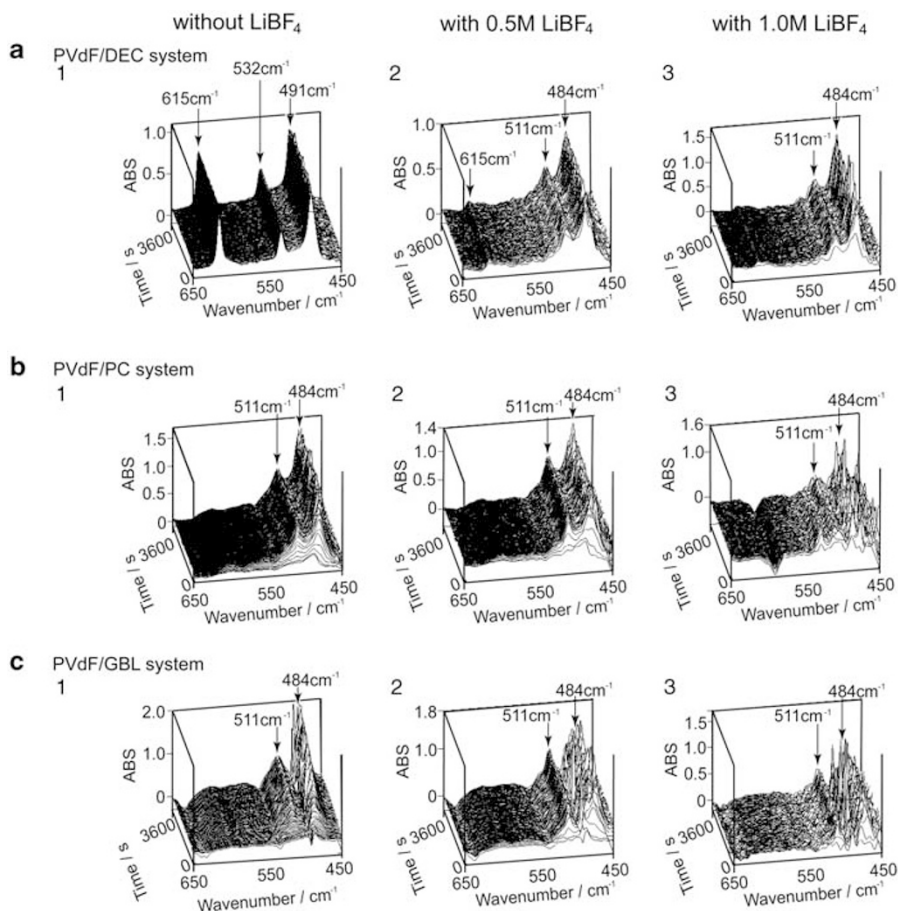 without LiBF₄ with 0.5M LiBF₄ with 1.0M LiBF₄
a PVdF/DEC system
1 2 3
615cm⁻¹ 532cm⁻¹ 491cm⁻¹
1.0
0.5
0
ABS
3600
0
Time / s
650 550 450
Wavenumber / cm⁻¹
615cm⁻¹ 511cm⁻¹ 484cm⁻¹
1.0
0.5
0
ABS
3600
0
Time / s
650 550 450
Wavenumber / cm⁻¹
511cm⁻¹ 484cm⁻¹
1.5
1.0
0.5
0
ABS
3600
0
Time / s
650 550 450
Wavenumber / cm⁻¹
b PVdF/PC system
1 2 3
511cm⁻¹ 484cm⁻¹
1.5
1.0
0.5
0
ABS
3600
0
Time / s
650 550 450
Wavenumber / cm⁻¹
511cm⁻¹ 484cm⁻¹
1.4
1.0
0.5
0
ABS
3600
0
Time / s
650 550 450
Wavenumber / cm⁻¹
511cm⁻¹ 484cm⁻¹
1.6
1.0
0
ABS
3600
0
Time / s
650 550 450
Wavenumber / cm⁻¹
c PVdF/GBL system
1 2 3
511cm⁻¹ 484cm⁻¹
2.0
1.0
0
ABS
3600
0
Time / s
650 550 450
Wavenumber / cm⁻¹
511cm⁻¹ 484cm⁻¹
1.8
1.0
0
ABS
3600
0
Time / s
650 550 450
Wavenumber / cm⁻¹
511cm⁻¹ 484cm⁻¹
1.5
1.0
0.5
0
ABS
3600
0
Time / s
650 550 450
Wavenumber / cm⁻¹